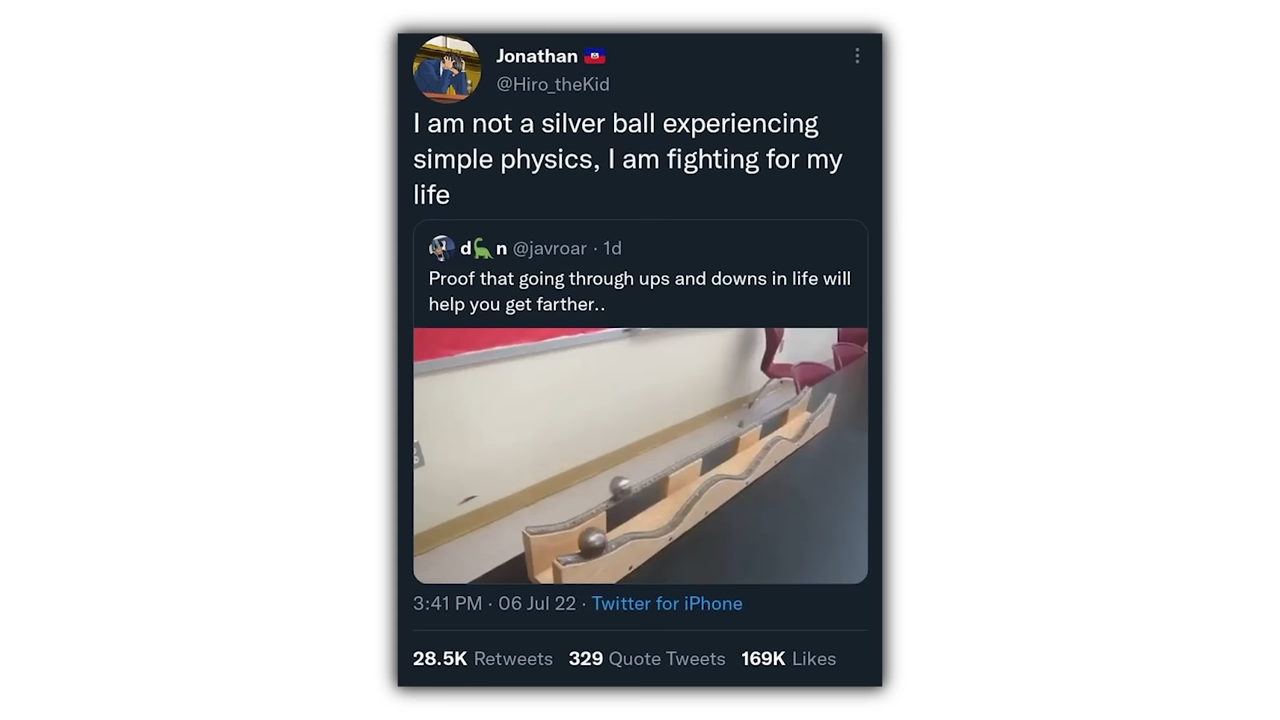 Jonathan 🇭🇹
@Hiro_theKid
I am not a silver ball experiencing
simple physics, I am fighting for my
life
d🦕n @javroar · 1d
Proof that going through ups and downs in life will
help you get farther..
3:41 PM · 06 Jul 22 · Twitter for iPhone
28.5K Retweets 329 Quote Tweets 169K Likes